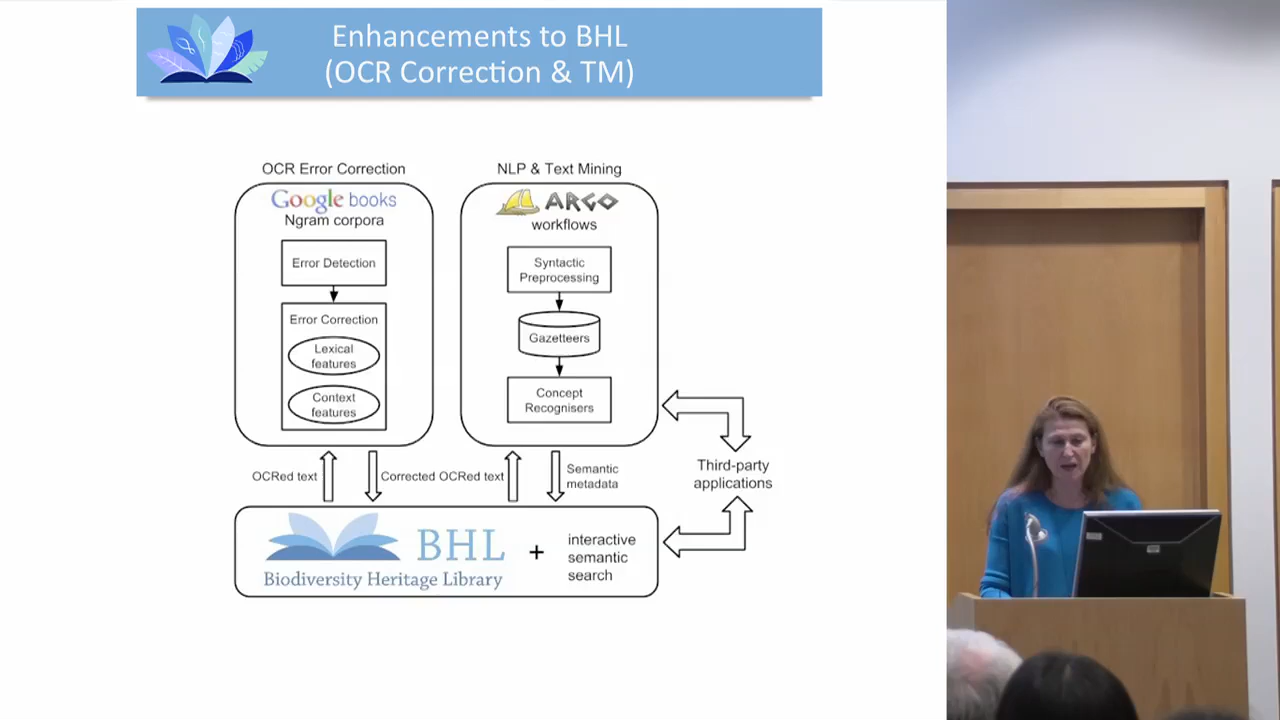 Enhancements to BHL
(OCR Correction & TM)
OCR Error Correction
Google books
Ngram corpora
Error Detection
Error Correction
Lexical
features
Context
features
NLP & Text Mining
ARGO
workflows
Syntactic
Preprocessing
Gazetteers
Concept
Recognisers
OCRed text
Corrected OCRed text
Semantic
metadata
Third-party
applications
BHL
Biodiversity Heritage Library
+
interactive
semantic
search